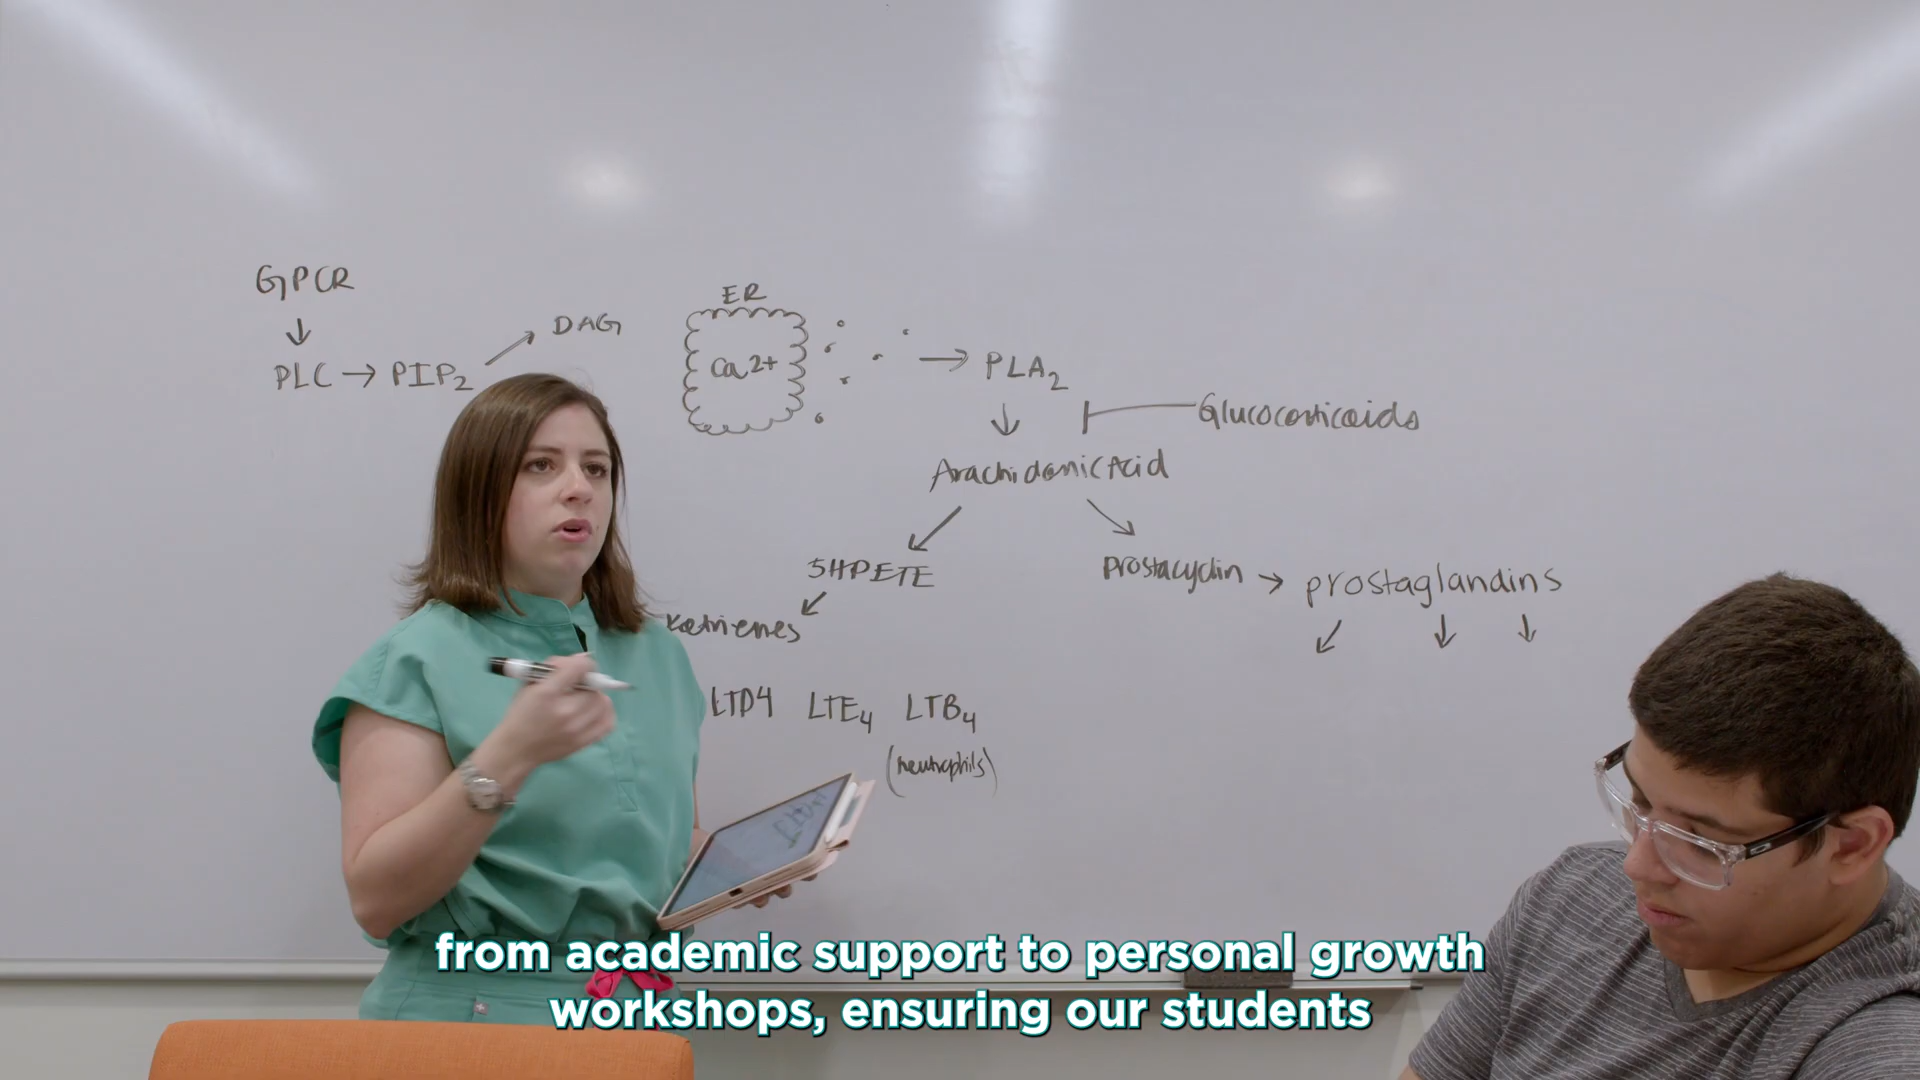 GPCR
ER
DAG
PLC → PIP₂
Ca2+
→ PLA₂
Glucocorticoids
Arachidonic Acid
5HPETE
Prostacyclin → prostaglandins
kotrienes
LTD4 LTE₄ LTB₄
(neutrophils)
from academic support to personal growth
workshops, ensuring our students